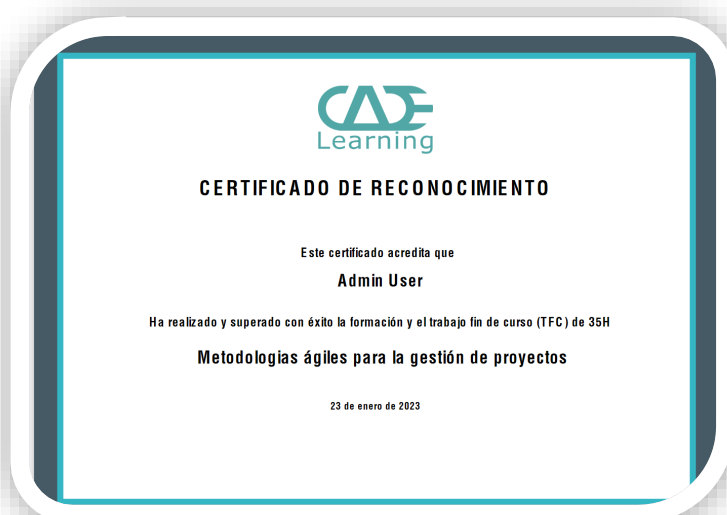 CADE
Learning
CERTIFICADO DE RECONOCIMIENTO
Este certificado acredita que
Admin User
Ha realizado y superado con éxito la formación y el trabajo fin de curso (TFC) de 35H
Metodologias ágiles para la gestión de proyectos
23 de enero de 2023